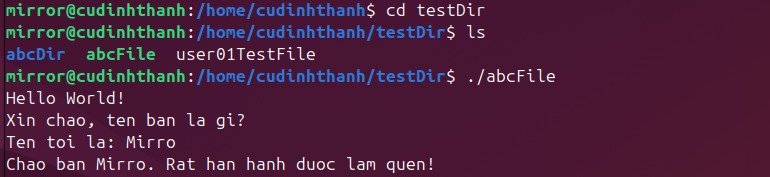 mirror@cudinhthanh:/home/cudinhthanh$ cd testDir
mirror@cudinhthanh:/home/cudinhthanh/testDir$ ls
abcDir  abcFile  user01TestFile
mirror@cudinhthanh:/home/cudinhthanh/testDir$ ./abcFile
Hello World!
Xin chao, ten ban la gi?
Ten toi la: Mirro
Chao ban Mirro. Rat han hanh duoc lam quen!